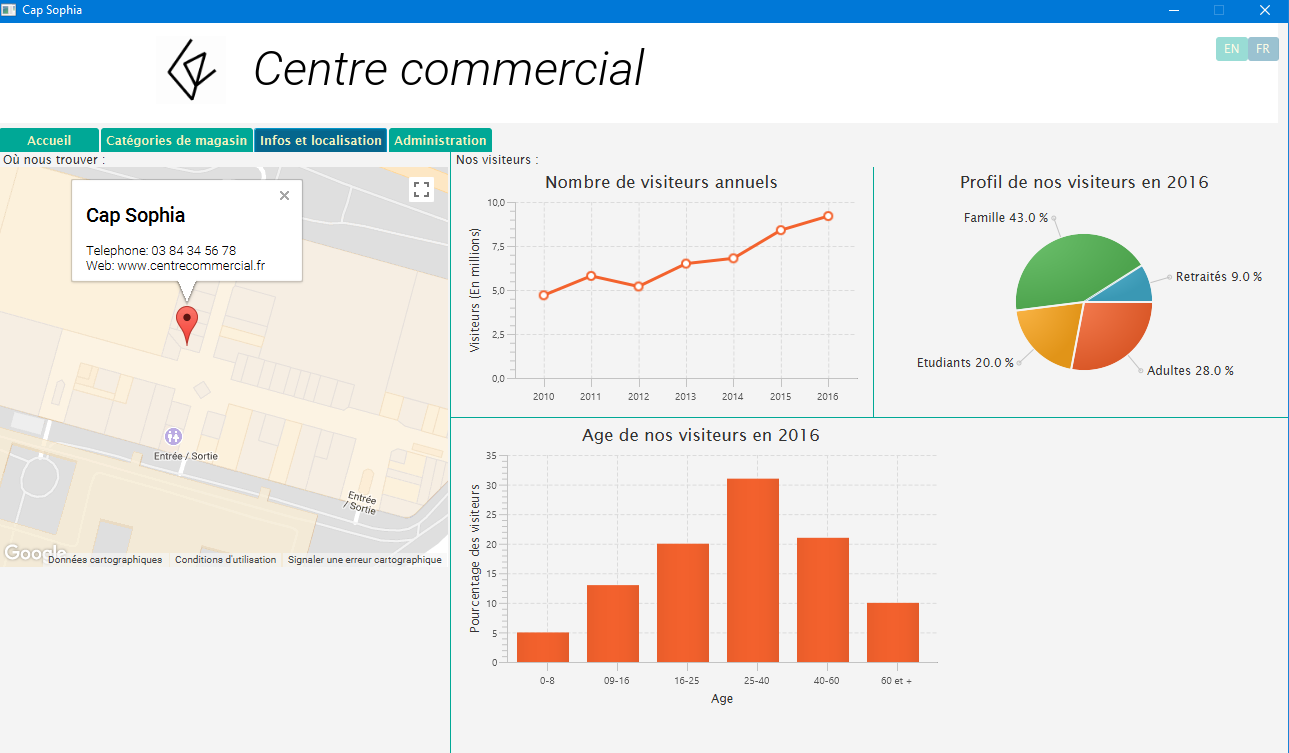 Cap Sophia
Centre commercial
EN FR
Accueil
Catégories de magasin
Infos et localisation
Administration
Où nous trouver :
Cap Sophia
Telephone: 03 84 34 56 78
Web: www.centrecommercial.fr
Entrée / Sortie
Entrée
/ Sortie
Google
Données cartographiques
Conditions d'utilisation
Signaler une erreur cartographique
Nos visiteurs :
Nombre de visiteurs annuels
Visiteurs (En millions)
10,0
7,5
5,0
2,5
0,0
2010 2011 2012 2013 2014 2015 2016
Profil de nos visiteurs en 2016
Famille 43.0 %
Retraités 9.0 %
Etudiants 20.0 %
Adultes 28.0 %
Age de nos visiteurs en 2016
Pourcentage des visiteurs
35
30
25
20
15
10
5
0
0-8 09-16 16-25 25-40 40-60 60 et +
Age